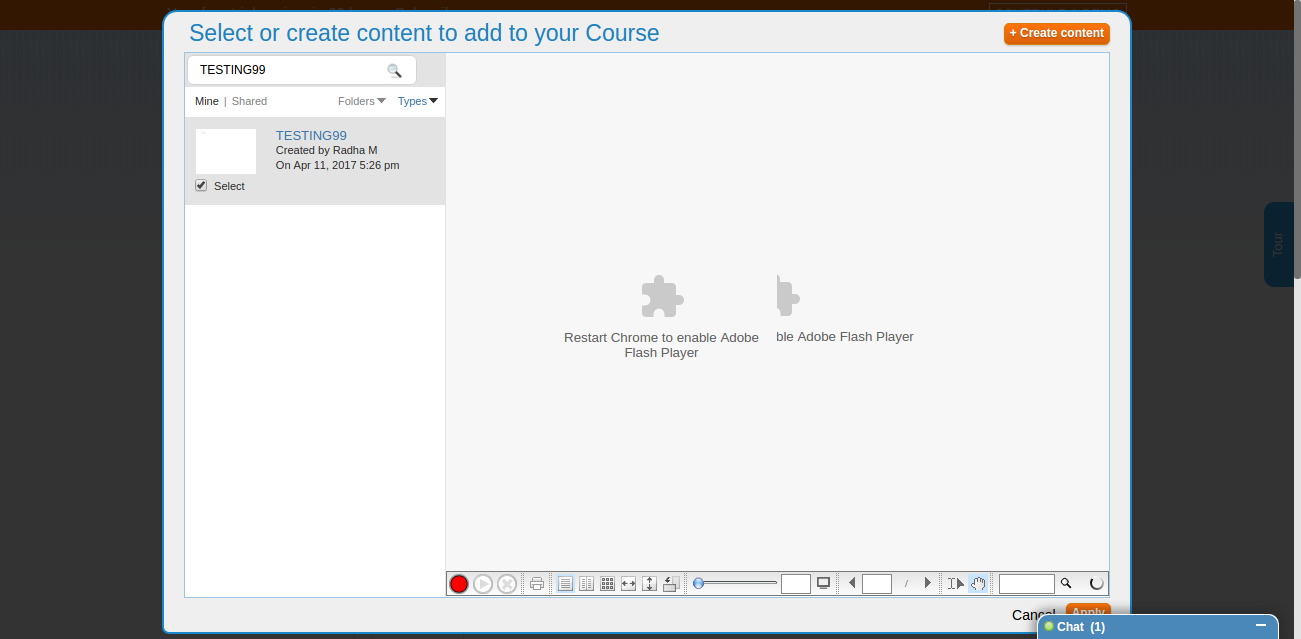 Select or create content to add to your Course
+ Create content
TESTING99
Mine | Shared
Folders
Types
TESTING99
Created by Radha M
On Apr 11, 2017 5:26 pm
Select
Restart Chrome to enable Adobe
Flash Player
ble Adobe Flash Player
/
Tour
Cancel
Apply
Chat (1)